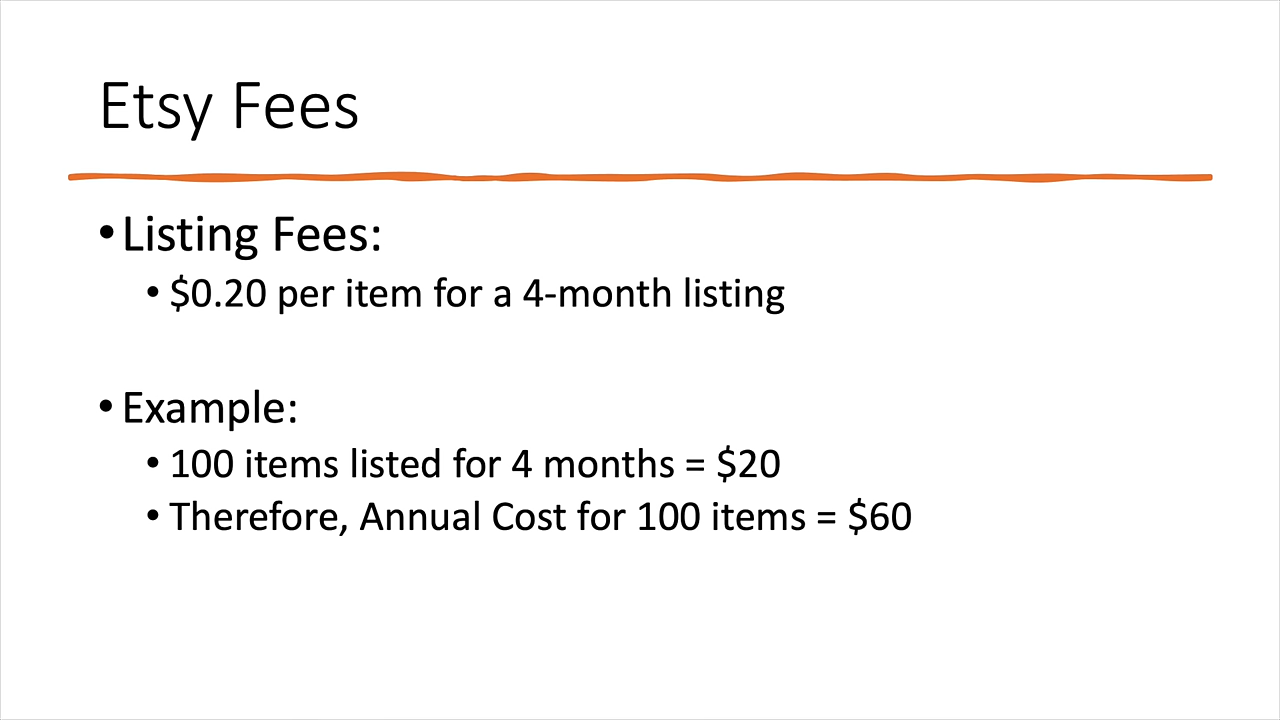 Etsy Fees
•Listing Fees:
•$0.20 per item for a 4-month listing
•Example:
•100 items listed for 4 months = $20
•Therefore, Annual Cost for 100 items = $60